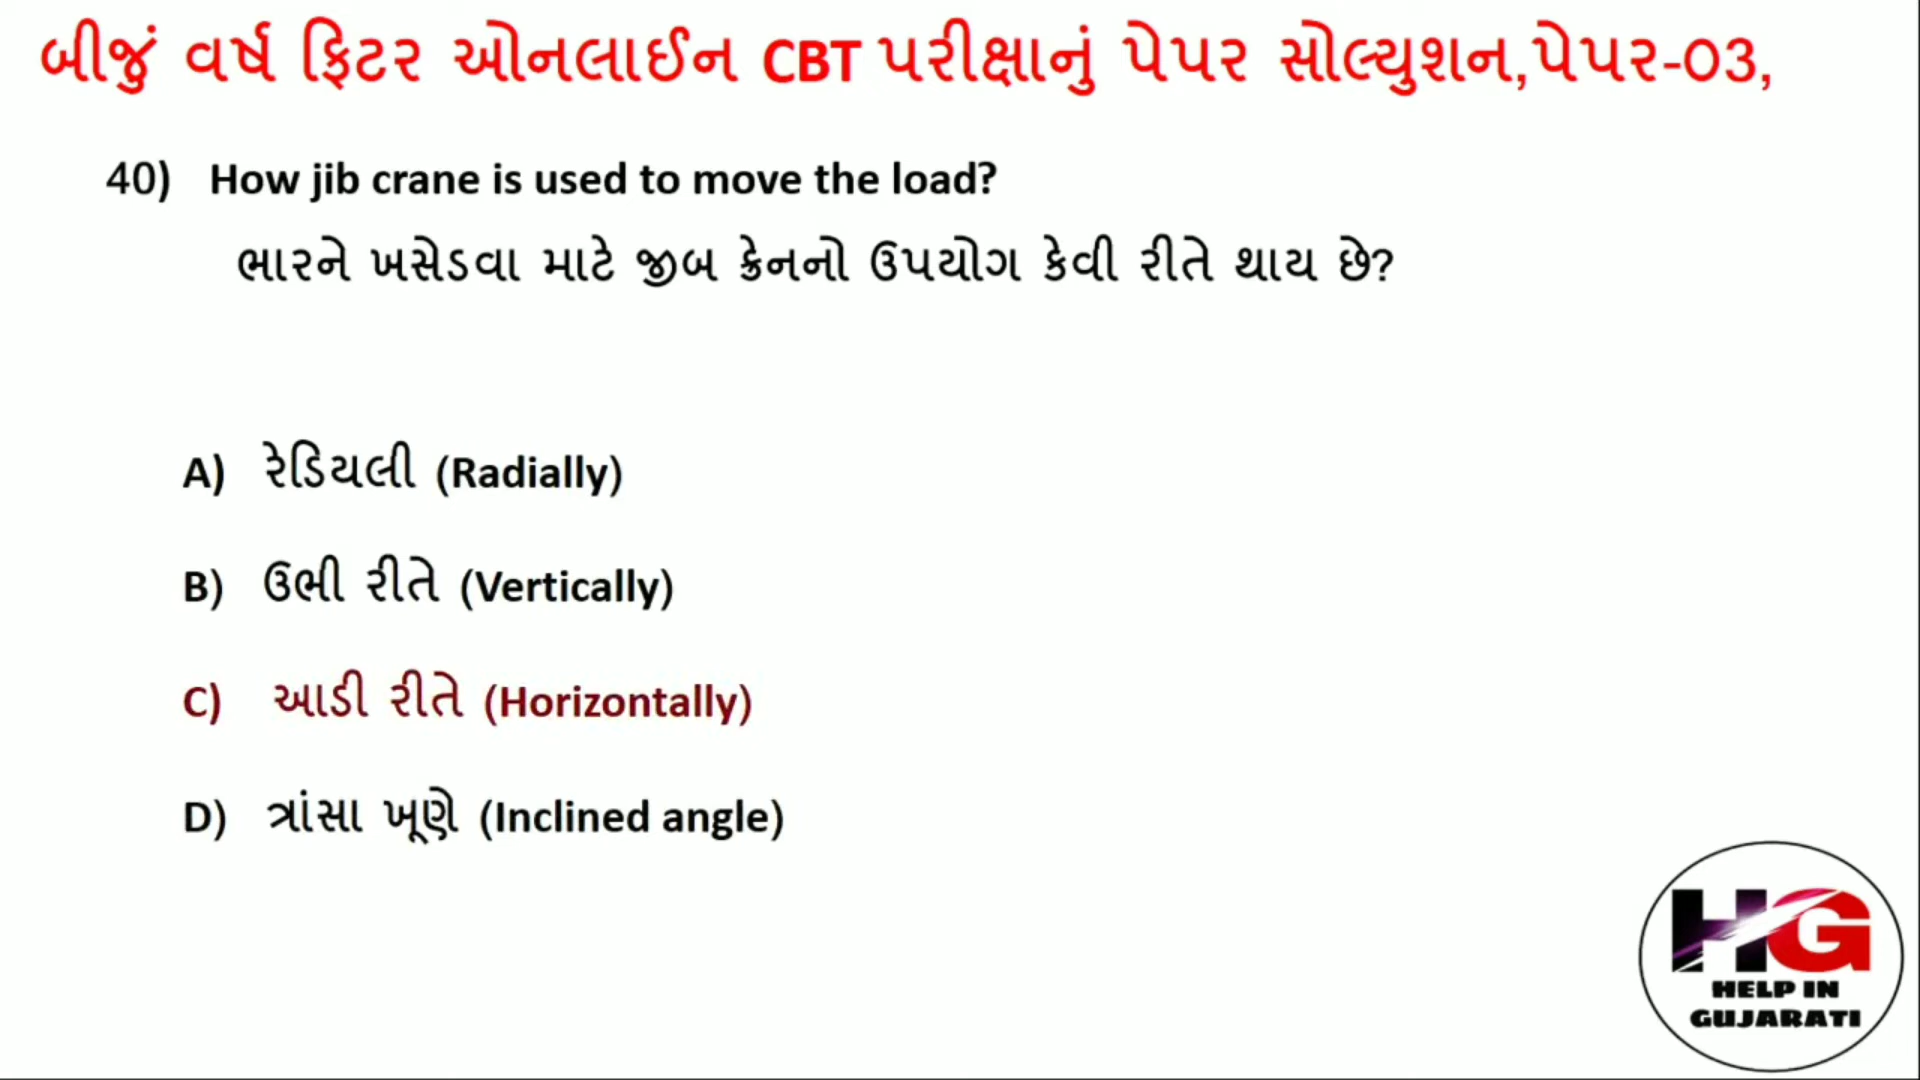 બીજું વર્ષ ફિટર ઓનલાઈન CBT પરીક્ષાનું પેપર સોલ્યુશન,પેપર-03,
40) How jib crane is used to move the load?
ભારને ખસેડવા માટે જીબ ક્રેનનો ઉપયોગ કેવી રીતે થાય છે?
A) રેડિયલી (Radially)
B) ઉભી રીતે (Vertically)
C) આડી રીતે (Horizontally)
D) ત્રાંસા ખૂણે (Inclined angle)
HG
HELP IN
GUJARATI